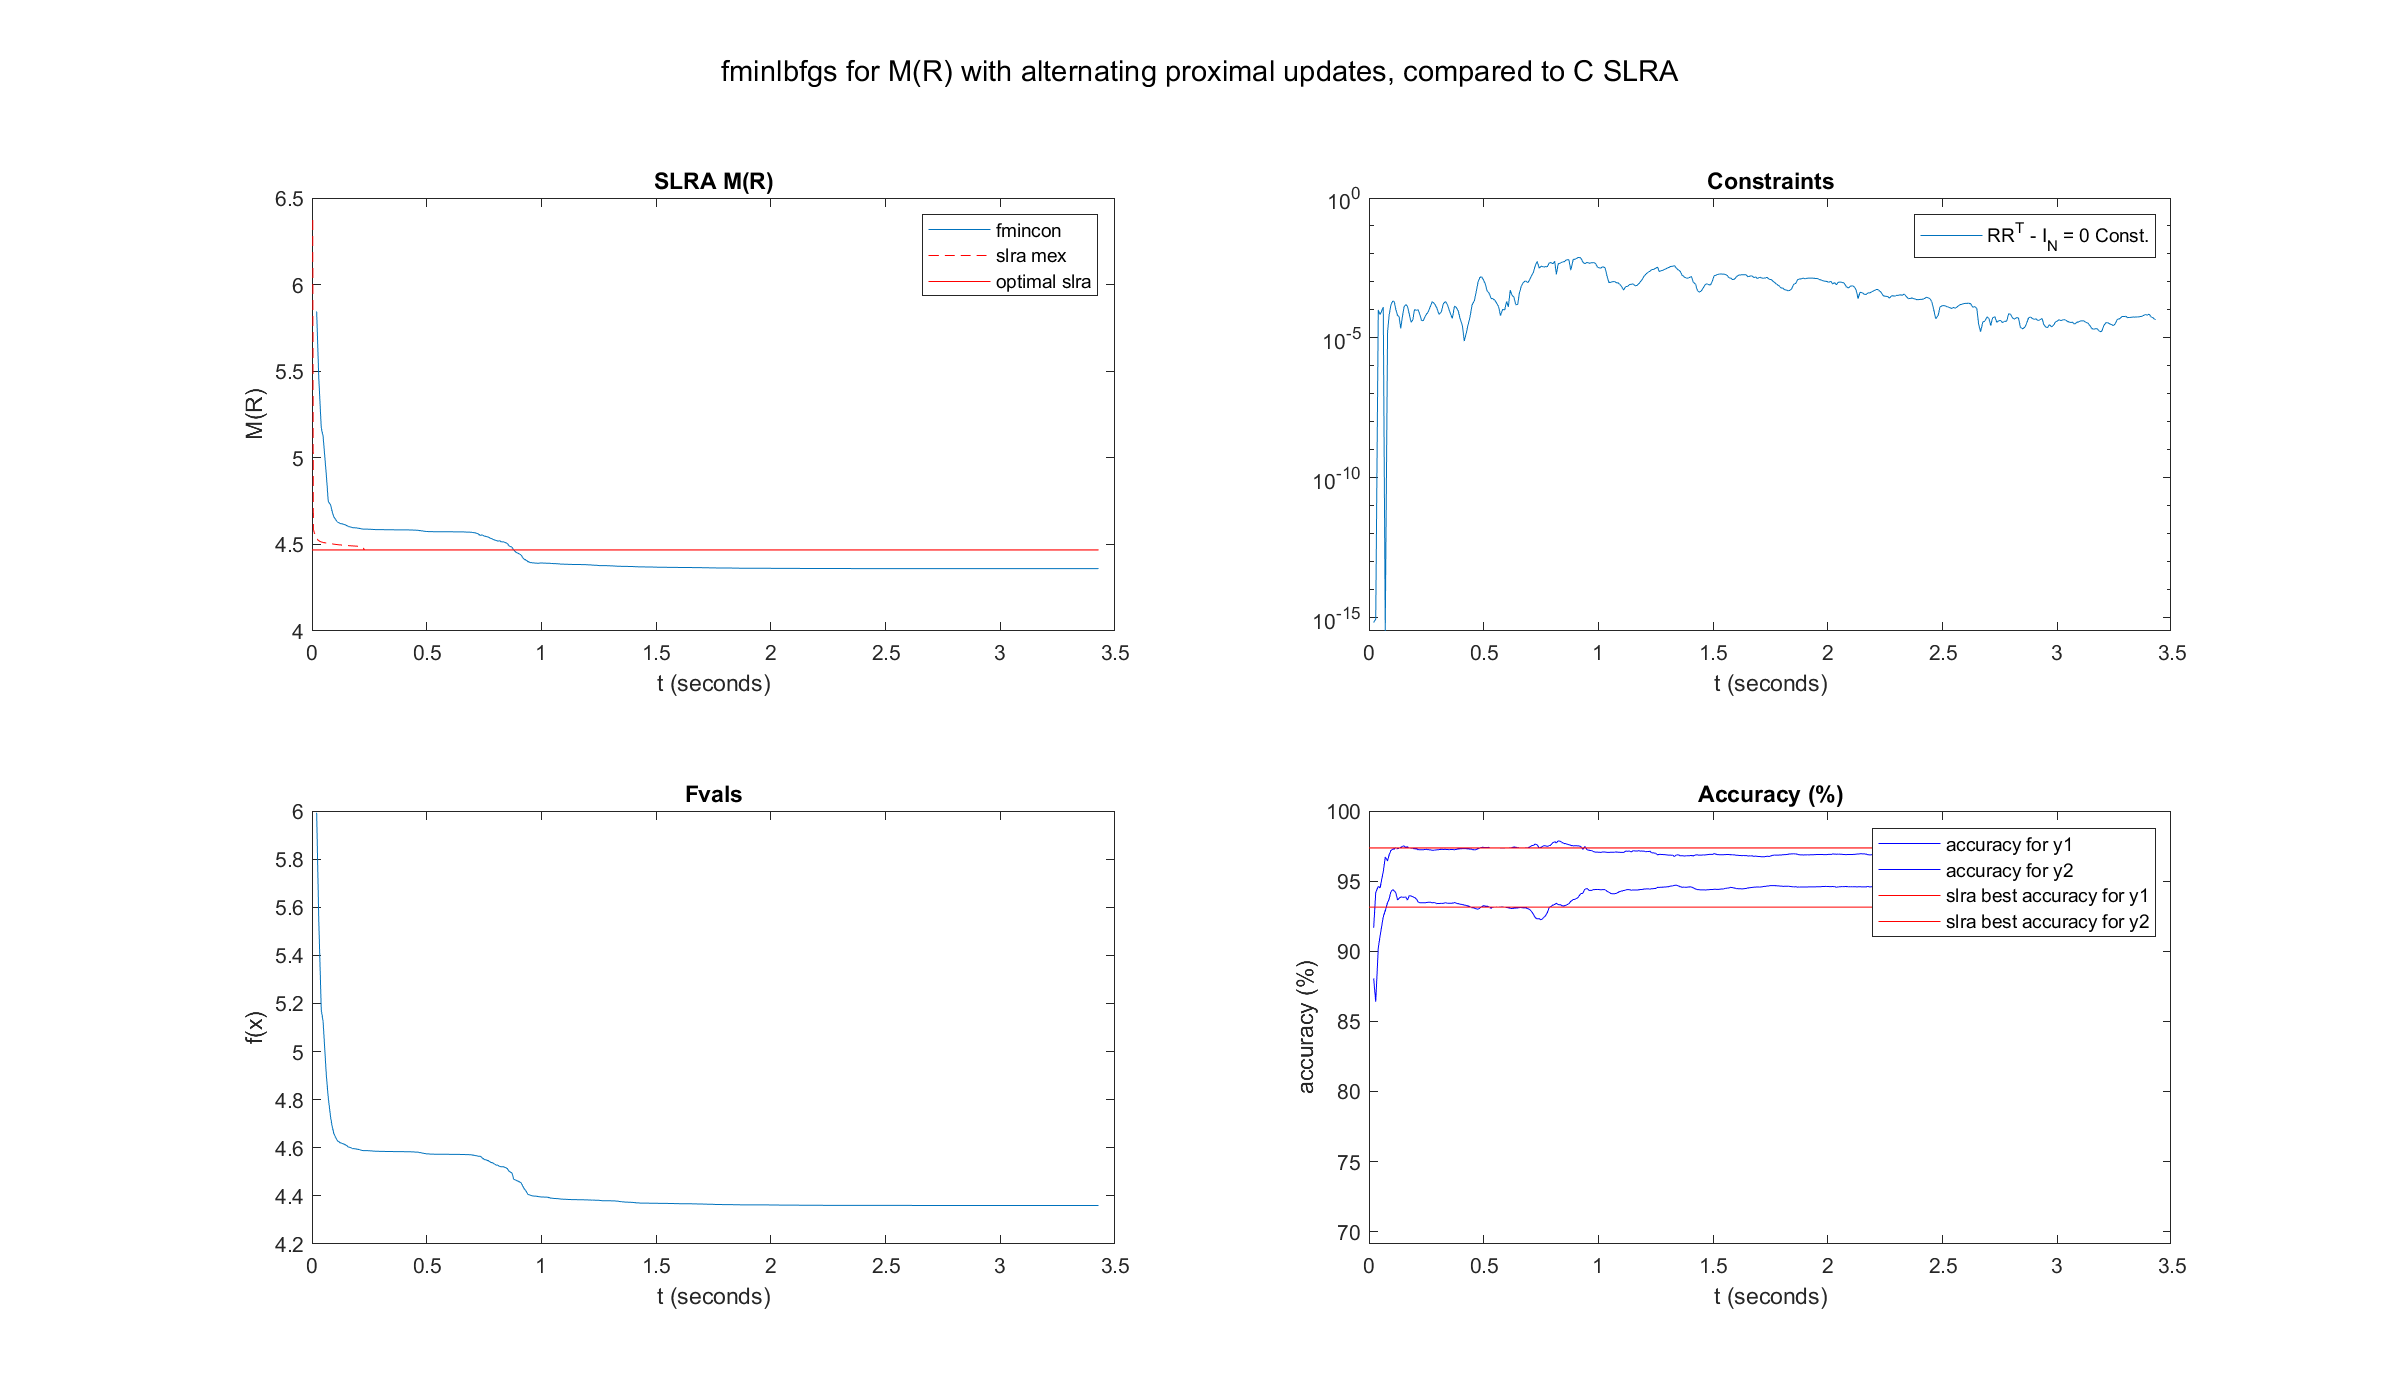 fminlbfgs for M(R) with alternating proximal updates, compared to C SLRA
SLRA M(R)
6.5
6
5.5
5
4.5
4
M(R)
fmincon
slra mex
optimal slra
0 0.5 1 1.5 2 2.5 3 3.5
t (seconds)
Constraints
10^0
10^-5
10^-10
10^-15
RR^T - I_N = 0 Const.
0 0.5 1 1.5 2 2.5 3 3.5
t (seconds)
Fvals
6
5.8
5.6
5.4
5.2
5
4.8
4.6
4.4
4.2
f(x)
0 0.5 1 1.5 2 2.5 3 3.5
t (seconds)
Accuracy (%)
100
95
90
85
80
75
70
accuracy (%)
accuracy for y1
accuracy for y2
slra best accuracy for y1
slra best accuracy for y2
0 0.5 1 1.5 2 2.5 3 3.5
t (seconds)